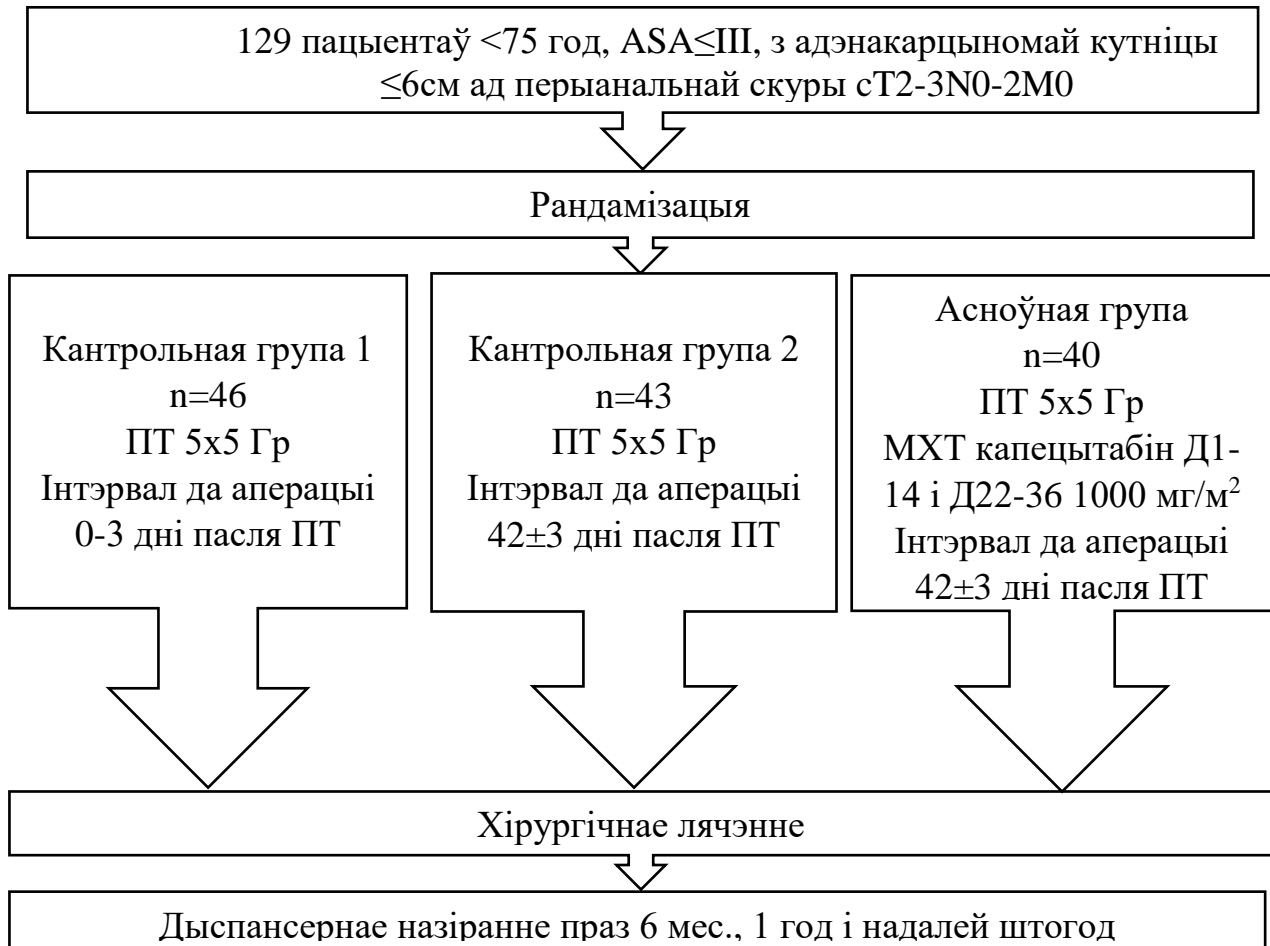 129 пацыентаў <75 год, ASA≤III, з адэнакарцыномай кутніцы
≤6см ад перыанальнай скуры сТ2-3N0-2M0
Рандамізацыя
Кантрольная група 1
n=46
ПТ 5х5 Гр
Інтэрвал да аперацыі
0-3 дні пасля ПТ
Кантрольная група 2
n=43
ПТ 5х5 Гр
Інтэрвал да аперацыі
42±3 дні пасля ПТ
Асноўная група
n=40
ПТ 5х5 Гр
МХТ капецытабін Д1-
14 і Д22-36 1000 мг/м²
Інтэрвал да аперацыі
42±3 дні пасля ПТ
Хірургічнае лячэнне
Дыспансернае назіранне праз 6 мес., 1 год і надалей штогод